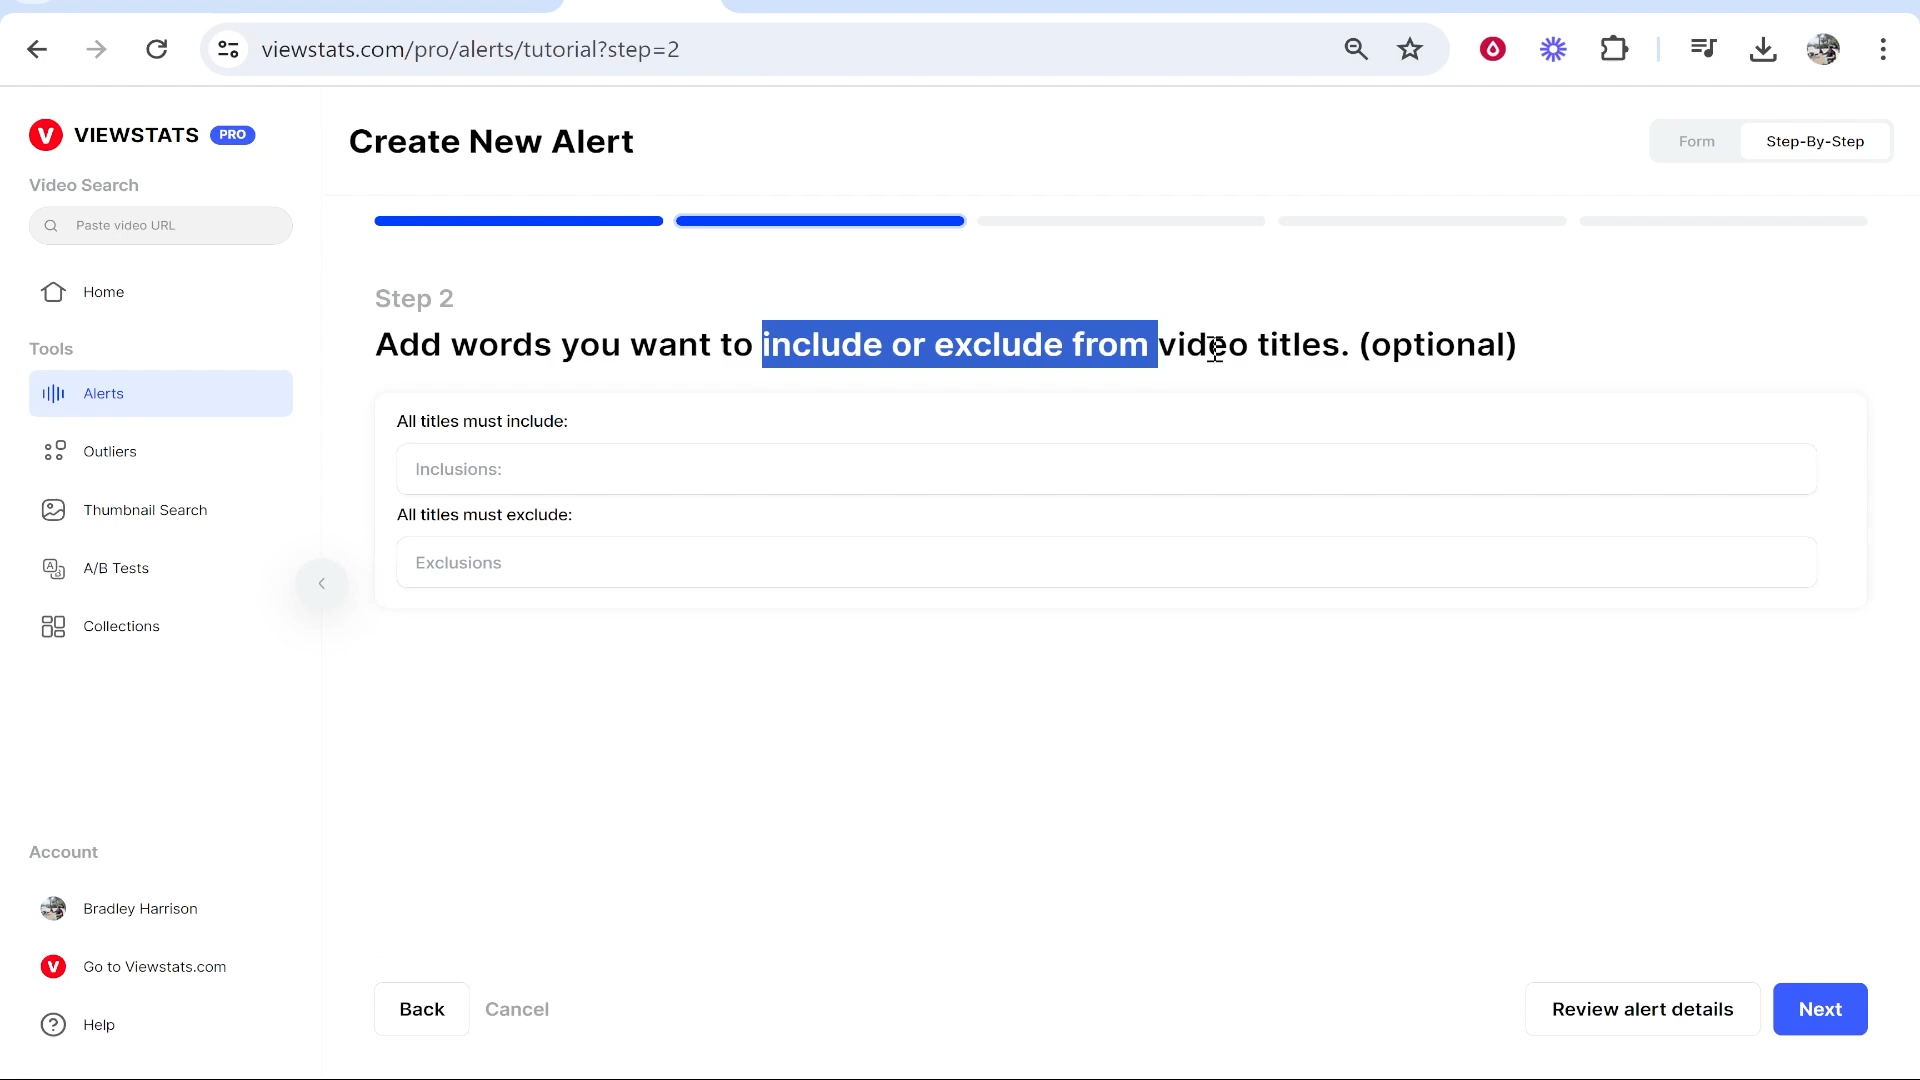 viewstats.com/pro/alerts/tutorial?step=2
V VIEWSTATS PRO
Create New Alert
Form
Step-By-Step
Video Search
Paste video URL
Home
Tools
Alerts
Outliers
Thumbnail Search
A/B Tests
Collections
Step 2
Add words you want to include or exclude from video titles. (optional)
All titles must include:
Inclusions:
All titles must exclude:
Exclusions
Account
Bradley Harrison
V Go to Viewstats.com
Help
Back
Cancel
Review alert details
Next